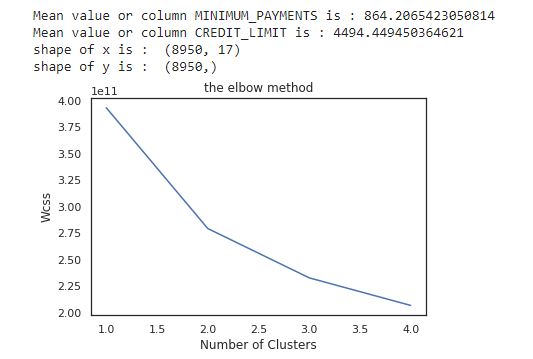 Mean value or column MINIMUM_PAYMENTS is : 864.2065423050814
Mean value or column CREDIT_LIMIT is : 4494.449450364621
shape of x is :  (8950, 17)
shape of y is :  (8950,)
the elbow method
1e11
4.00
3.75
3.50
3.25
3.00
2.75
2.50
2.25
2.00
Wcss
1.0 1.5 2.0 2.5 3.0 3.5 4.0
Number of Clusters